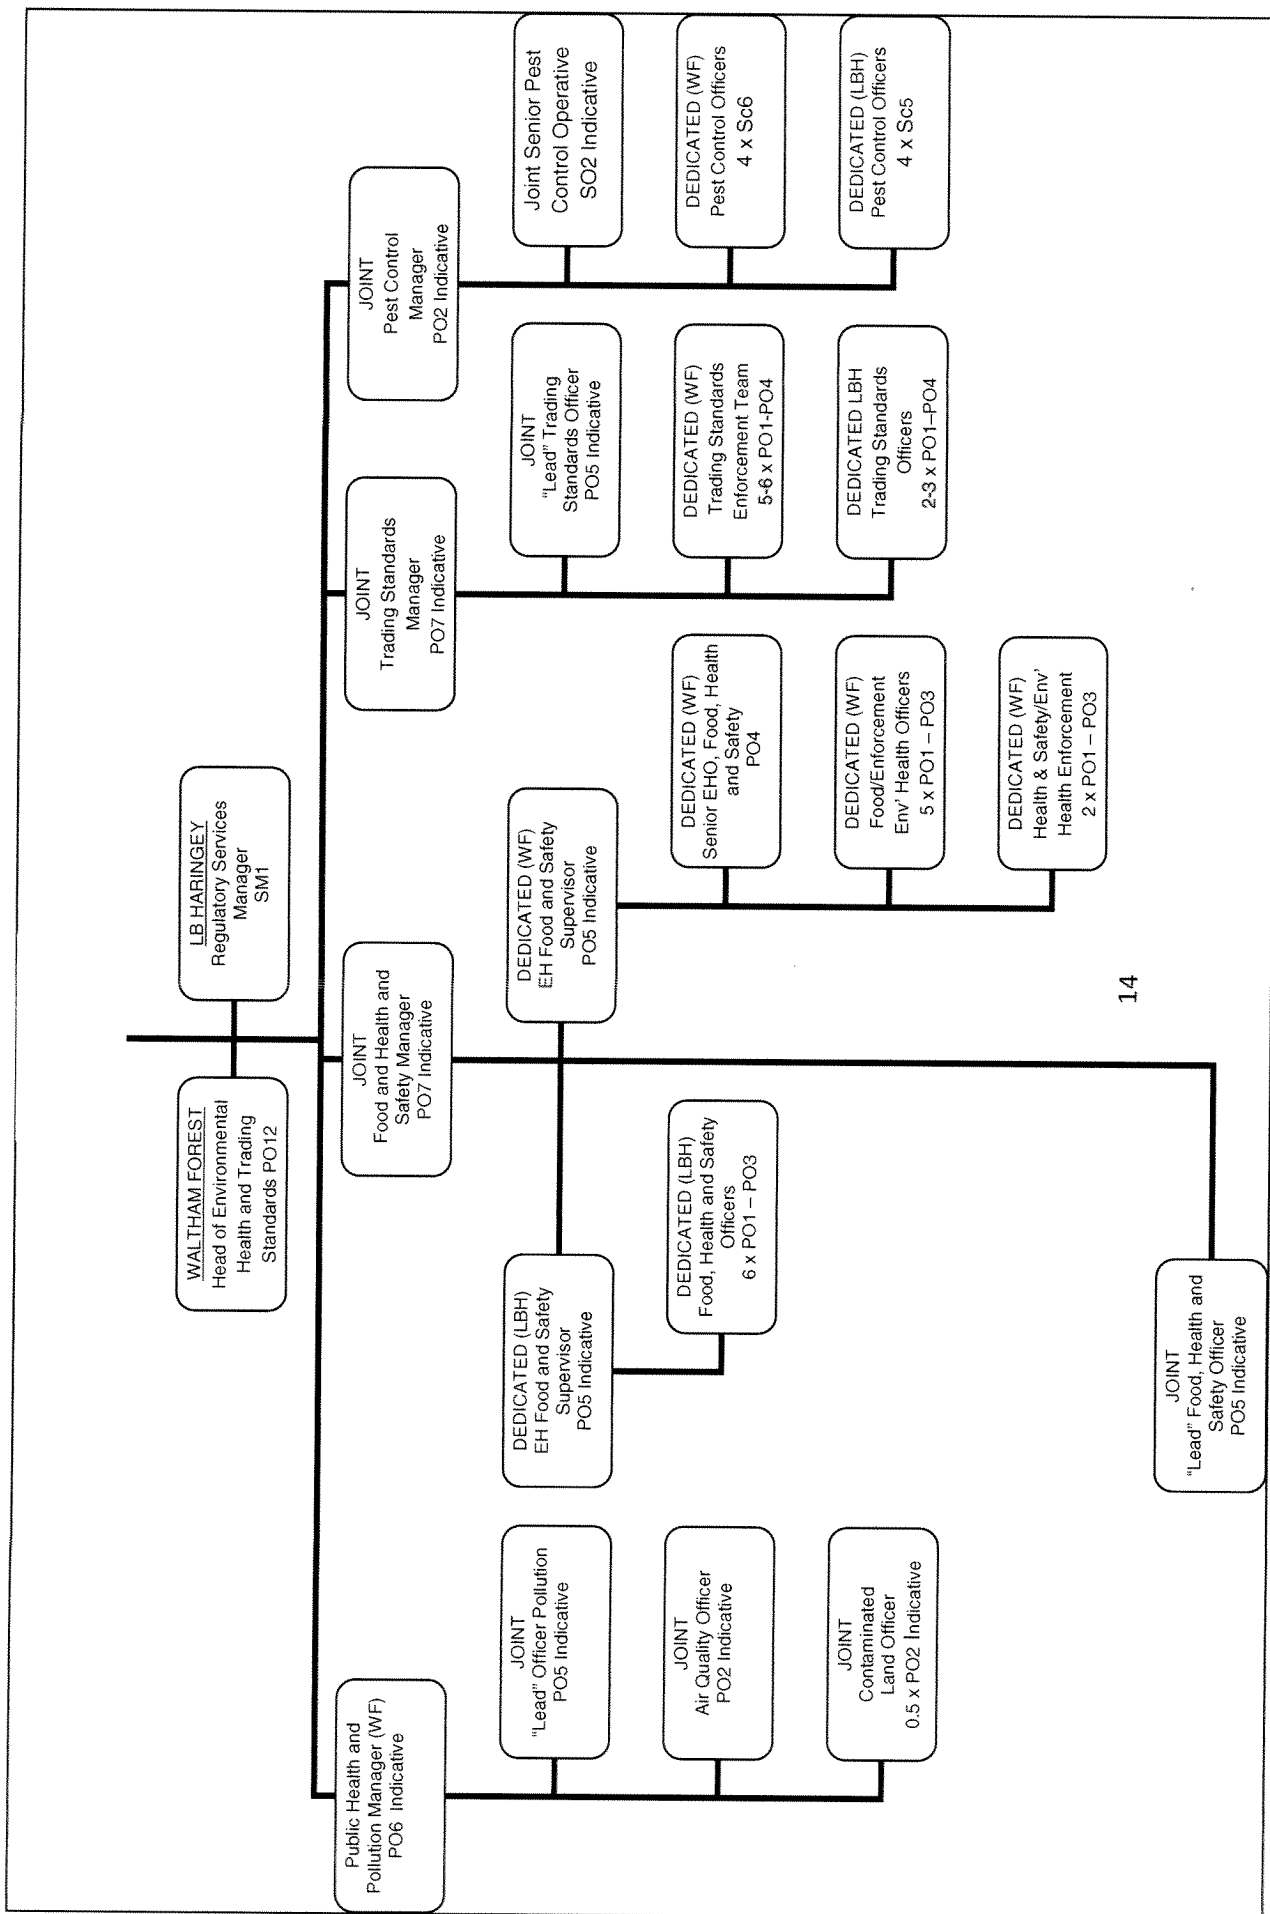 WALTHAM FOREST
Head of Environmental
Health and Trading
Standards PO12
LB HARINGEY
Regulatory Services
Manager
SM1
Public Health and
Pollution Manager (WF)
PO6 Indicative
JOINT
Food and Health and
Safety Manager
PO7 Indicative
JOINT
Trading Standards
Manager
PO7 Indicative
JOINT
Pest Control
Manager
PO2 Indicative
JOINT
"Lead" Officer Pollution
PO5 Indicative
JOINT
Air Quality Officer
PO2 Indicative
JOINT
Contaminated
Land Officer
0.5 x PO2 Indicative
DEDICATED (LBH)
EH Food and Safety
Supervisor
PO5 Indicative
DEDICATED (LBH)
Food, Health and Safety
Officers
6 x PO1 – PO3
DEDICATED (WF)
EH Food and Safety
Supervisor
PO5 Indicative
DEDICATED (WF)
Senior EHO, Food, Health
and Safety
PO4
DEDICATED (WF)
Food/Enforcement
Env' Health Officers
5 x PO1 – PO3
DEDICATED (WF)
Health & Safety/Env'
Health Enforcement
2 x PO1 – PO3
JOINT
"Lead" Food, Health and
Safety Officer
PO5 Indicative
JOINT
"Lead" Trading
Standards Officer
PO5 Indicative
DEDICATED (WF)
Trading Standards
Enforcement Team
5-6 x PO1-PO4
DEDICATED LBH
Trading Standards
Officers
2-3 x PO1–PO4
Joint Senior Pest
Control Operative
SO2 Indicative
DEDICATED (WF)
Pest Control Officers
4 x Sc6
DEDICATED (LBH)
Pest Control Officers
4 x Sc5
14